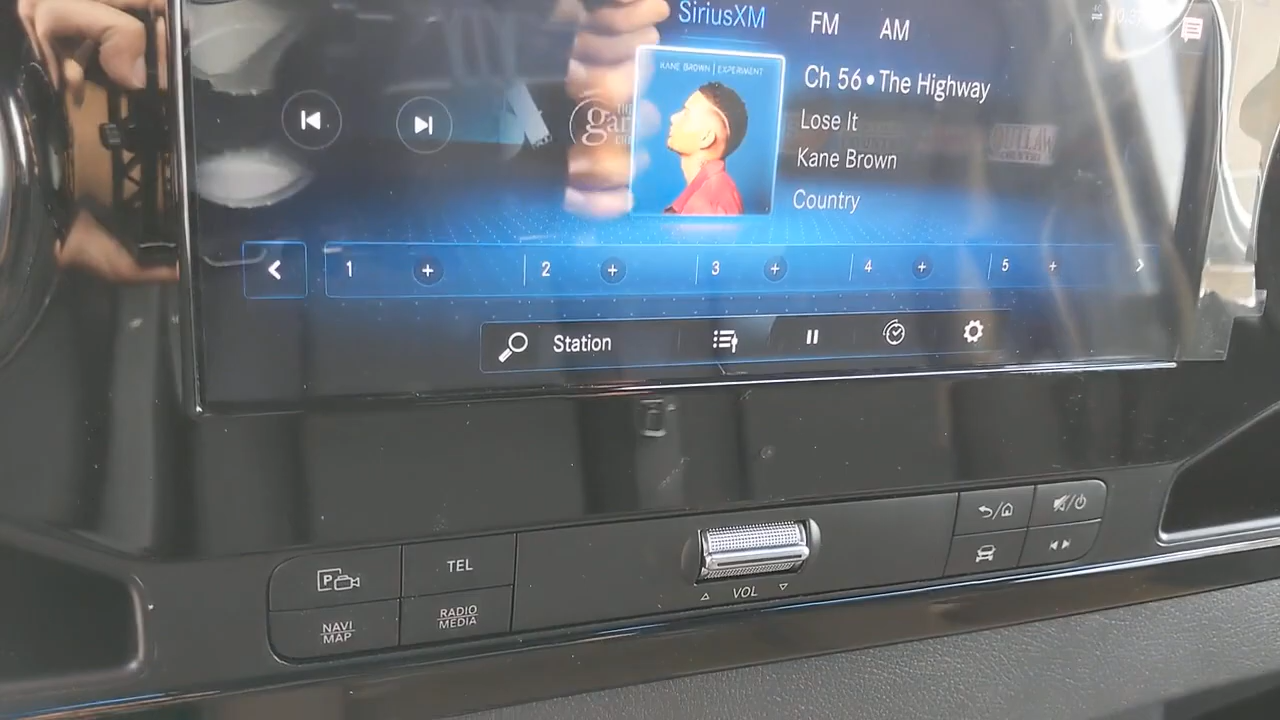 SiriusXM FM AM
KANE BROWN | EXPERIMENT
Ch 56 • The Highway
Lose It
Kane Brown
Country
1 + 2 + 3 + 4 + 5 +
Station
TEL
NAVI
MAP
RADIO
MEDIA
VOL
P